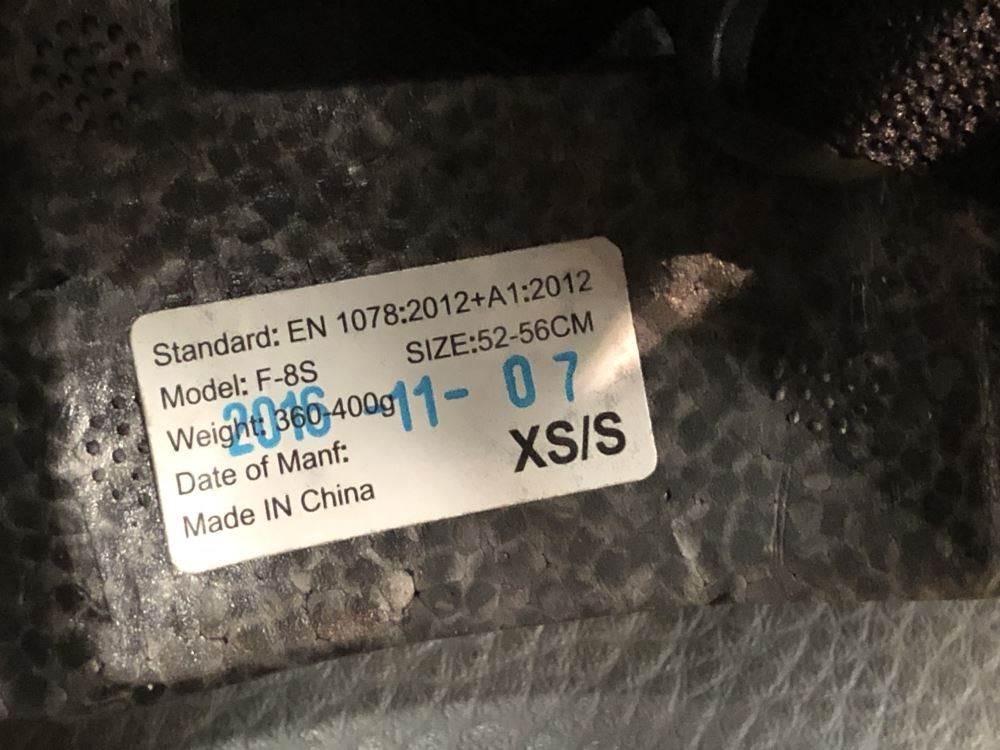 Standard: EN 1078:2012+A1:2012
Model: F-8S SIZE:52-56CM
Weight: 360-400g
2016-11-07
Date of Manf:
XS/S
Made IN China